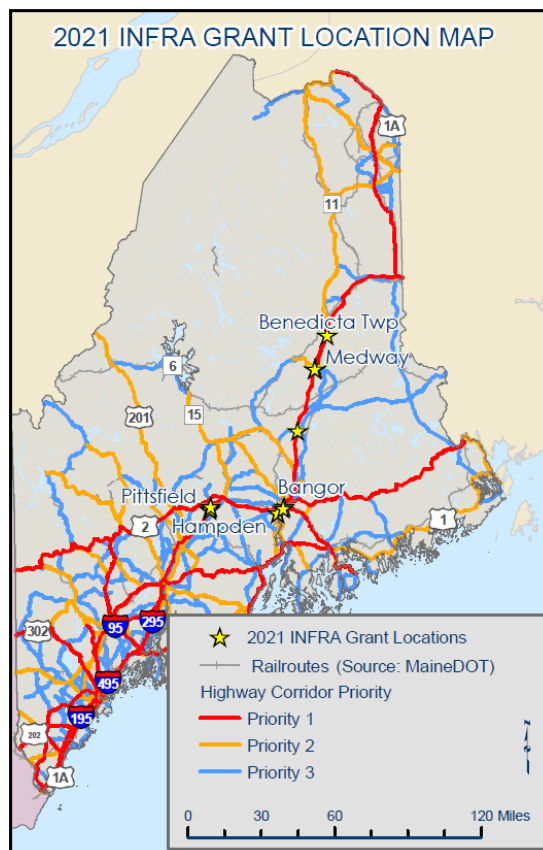 2021 INFRA GRANT LOCATION MAP
1A
11
Benedicta Twp
Medway
6
201
15
Bangor
Pittsfield
Hampden
2
1
302
95
295
495
195
202
1A
2021 INFRA Grant Locations
Railroutes (Source: MaineDOT)
Highway Corridor Priority
Priority 1
Priority 2
Priority 3
0 30 60 120 Miles